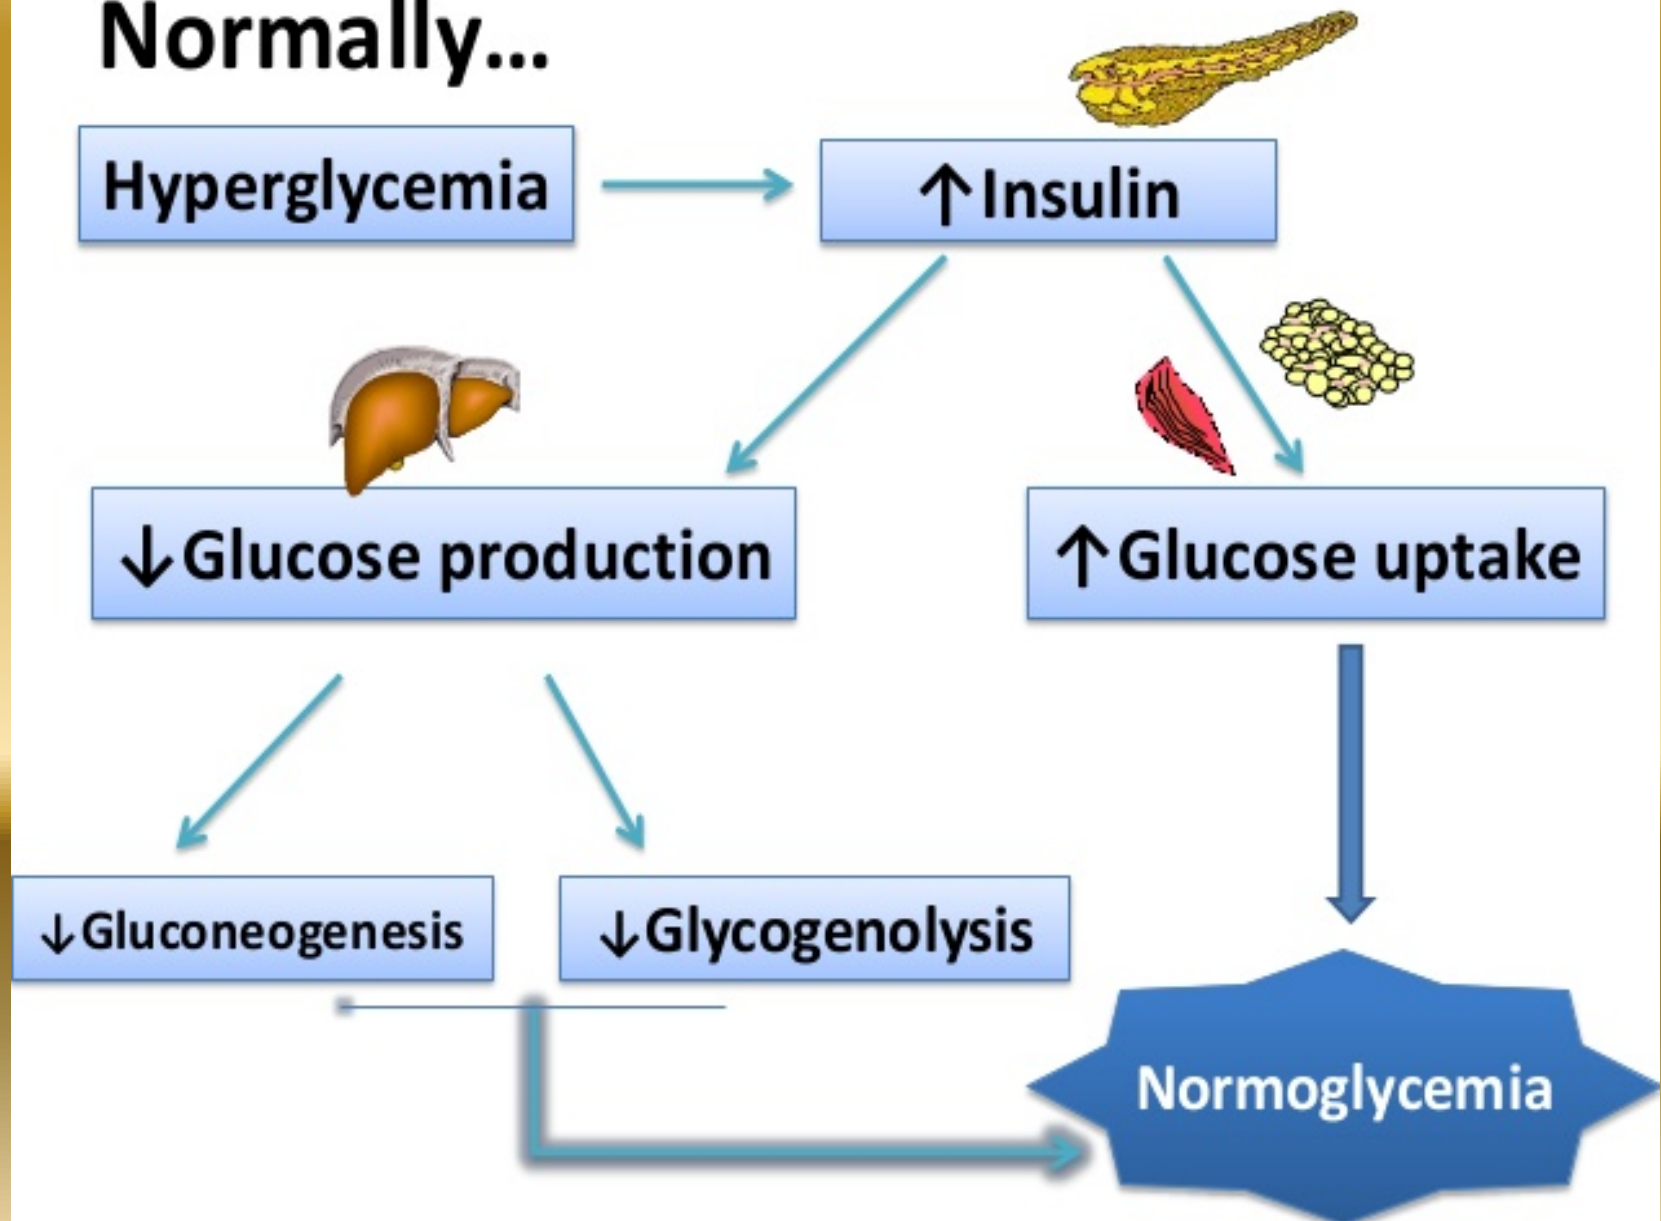 Normally...
Hyperglycemia
↑Insulin
↓Glucose production
↑Glucose uptake
↓Gluconeogenesis
↓Glycogenolysis
Normoglycemia